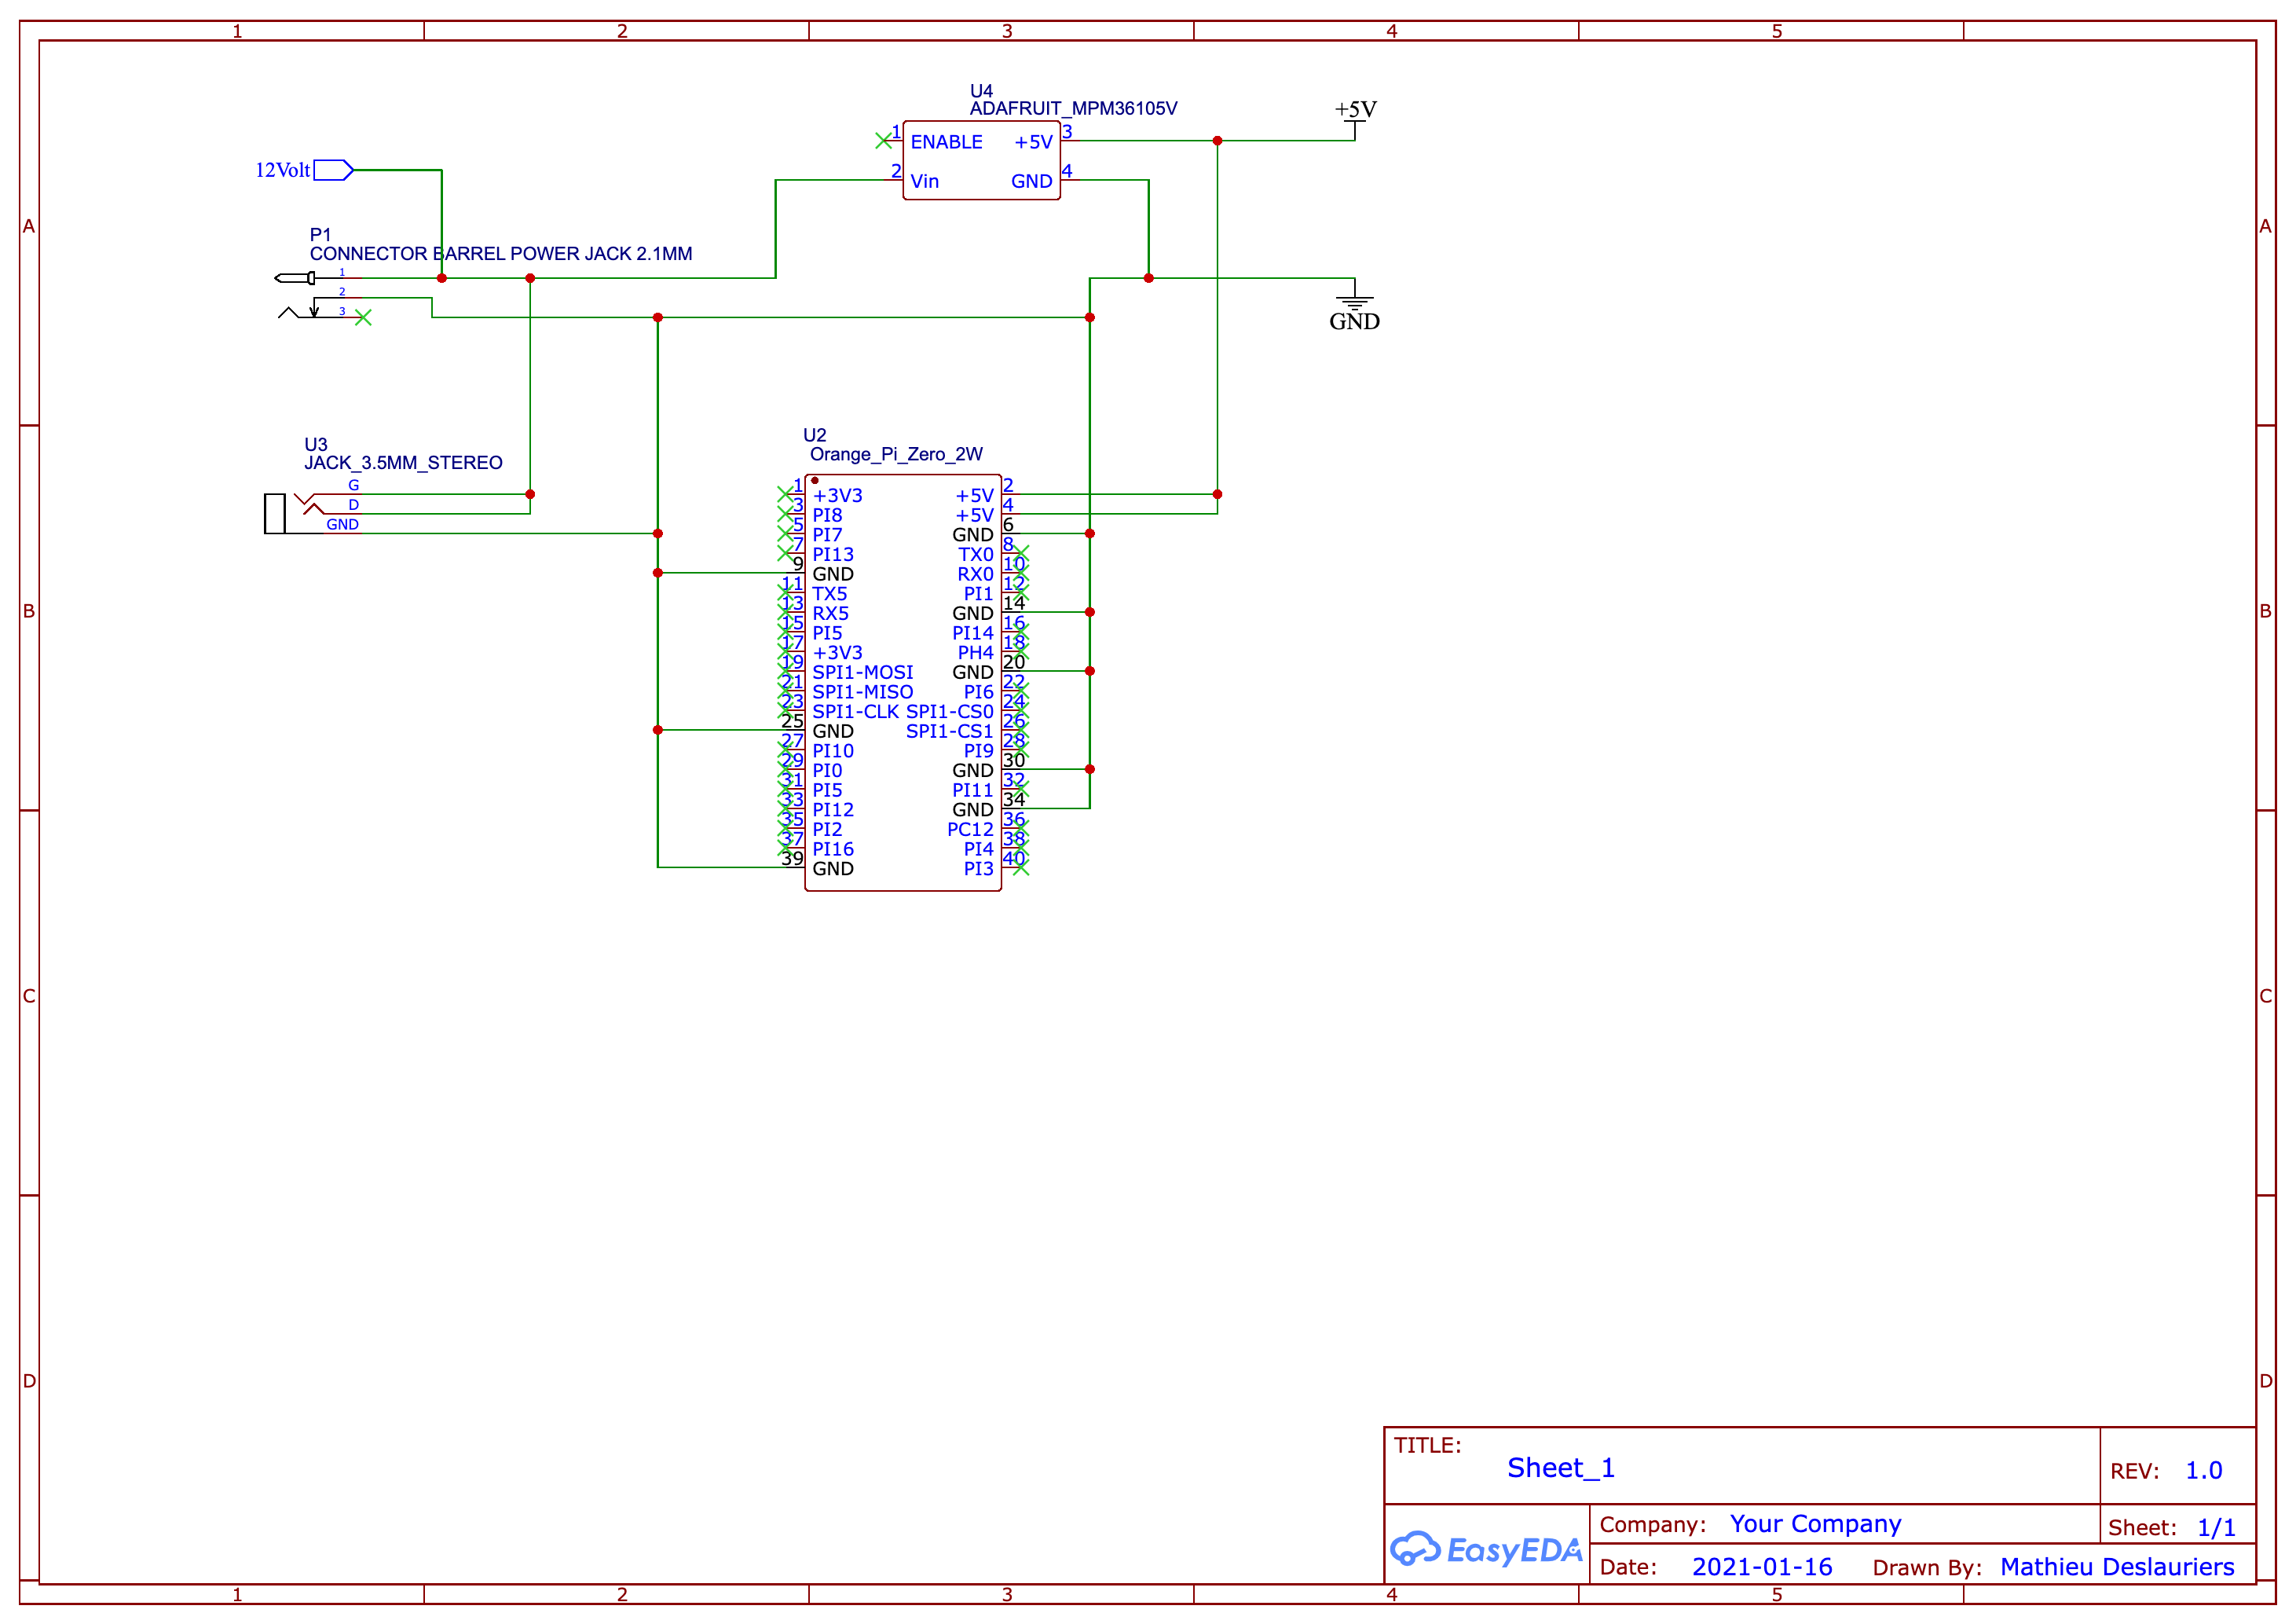 1 2 3 4 5
A A
B B
C C
D D
12Volt
P1
CONNECTOR BARREL POWER JACK 2.1MM
1
2
3
U4
ADAFRUIT_MPM36105V
1 ENABLE +5V 3
2 Vin GND 4
+5V
GND
U3
JACK_3.5MM_STEREO
G
D
GND
U2
Orange_Pi_Zero_2W
1 +3V3 +5V 2
3 PI8 +5V 4
5 PI7 GND 6
7 PI13 TX0 8
9 GND RX0 10
11 TX5 PI1 12
13 RX5 GND 14
15 PI5 PI14 16
17 +3V3 PH4 18
19 SPI1-MOSI GND 20
21 SPI1-MISO PI6 22
23 SPI1-CLK SPI1-CS0 24
25 GND SPI1-CS1 26
27 PI10 PI9 28
29 PI0 GND 30
31 PI5 PI11 32
33 PI12 GND 34
35 PI2 PC12 36
37 PI16 PI4 38
39 GND PI3 40
TITLE:
Sheet_1
REV: 1.0
EasyEDA
Company: Your Company
Sheet: 1/1
Date: 2021-01-16 Drawn By: Mathieu Deslauriers
1 2 3 4 5